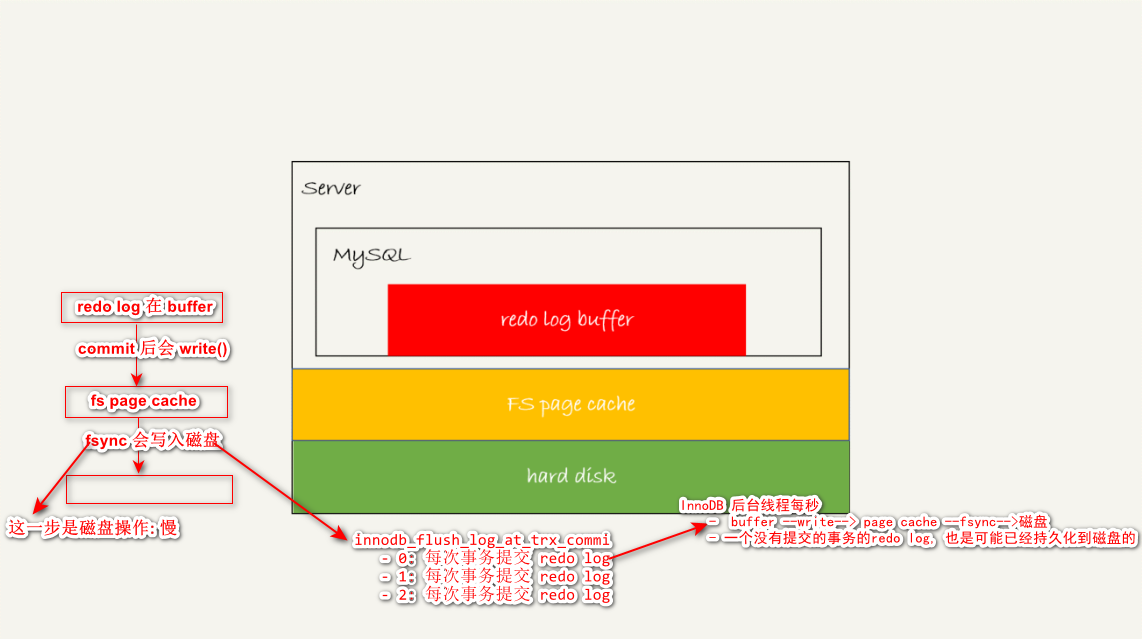 Server
MySQL
redo log buffer
FS page cache
hard disk
redo log 在 buffer
commit 后会 write()
fs page cache
fsync 会写入磁盘
这一步是磁盘操作: 慢
innodb_flush_log_at_trx_commi
- 0: 每次事务提交 redo log
- 1: 每次事务提交 redo log
- 2: 每次事务提交 redo log
InnoDB 后台线程每秒
- buffer --write--> page cache --fsync-->磁盘
- 一个没有提交的事务的redo log, 也是可能已经持久化到磁盘的